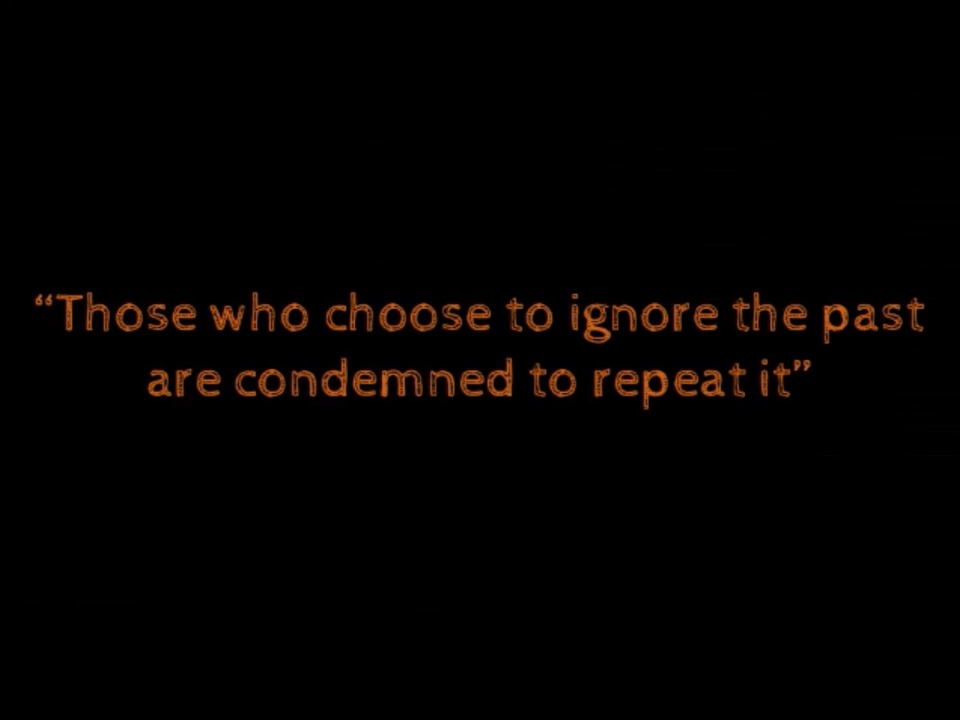 “Those who choose to ignore the past
are condemned to repeat it”